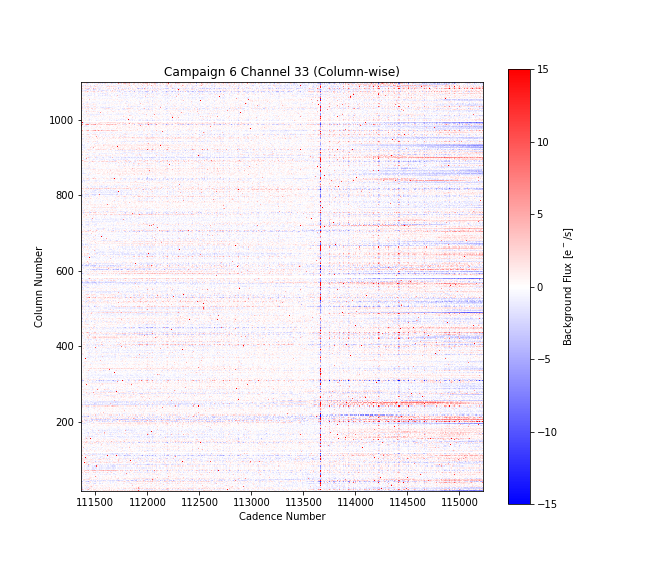 Campaign 6 Channel 33 (Column-wise)
1000
800
600
400
200
Column Number
111500 112000 112500 113000 113500 114000 114500 115000
Cadence Number
15
10
5
0
−5
−10
−15
Background Flux [e⁻/s]